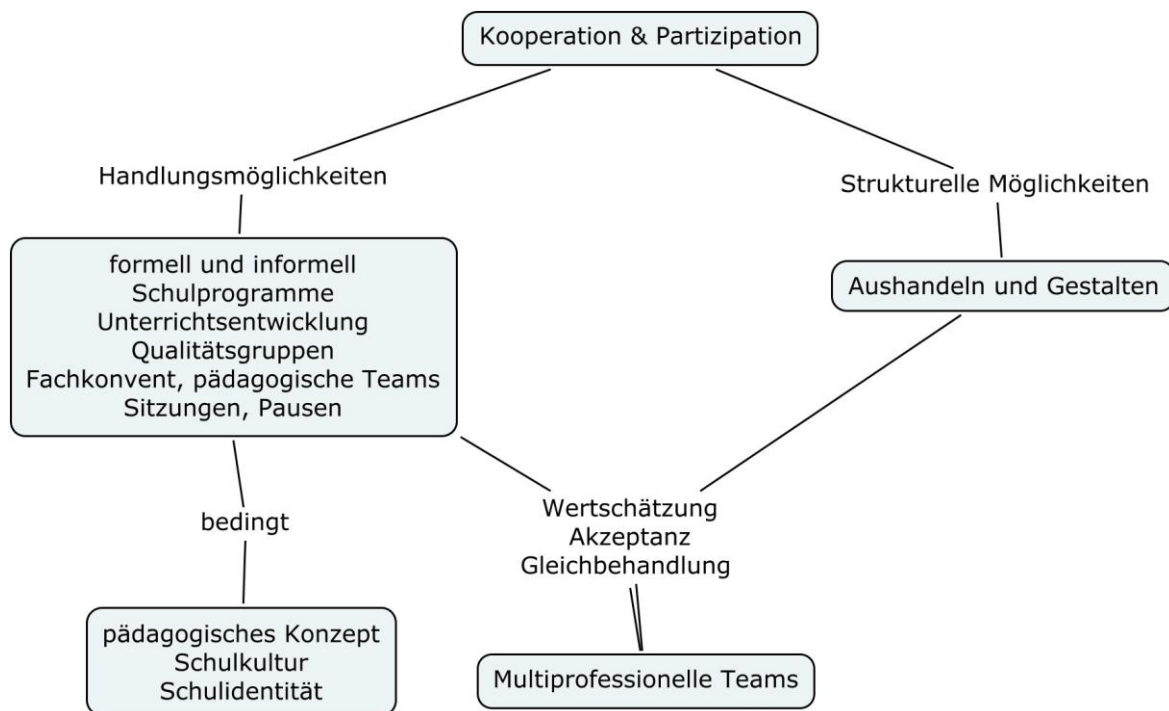 Kooperation & Partizipation
Handlungsmöglichkeiten
Strukturelle Möglichkeiten
formell und informell
Schulprogramme
Unterrichtsentwicklung
Qualitätsgruppen
Fachkonvent, pädagogische Teams
Sitzungen, Pausen
Aushandeln und Gestalten
bedingt
Wertschätzung
Akzeptanz
Gleichbehandlung
pädagogisches Konzept
Schulkultur
Schulidentität
Multiprofessionelle Teams